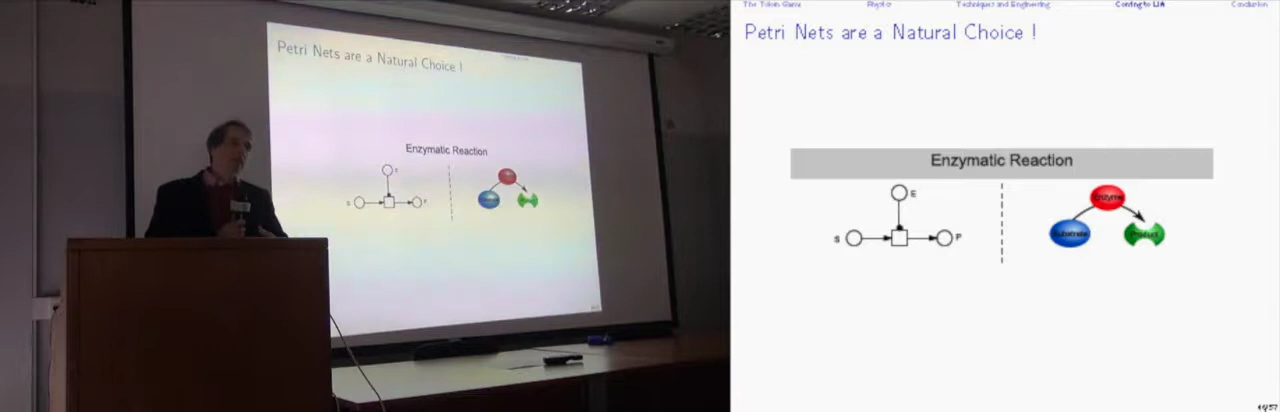 Petri Nets are a Natural Choice !
Enzymatic Reaction
E
S
P
The Token Game
Techniques and Engineering
Coming to Life
Conclusion
Petri Nets are a Natural Choice !
Enzymatic Reaction
E
S
P
Enzyme
Substrate
Product